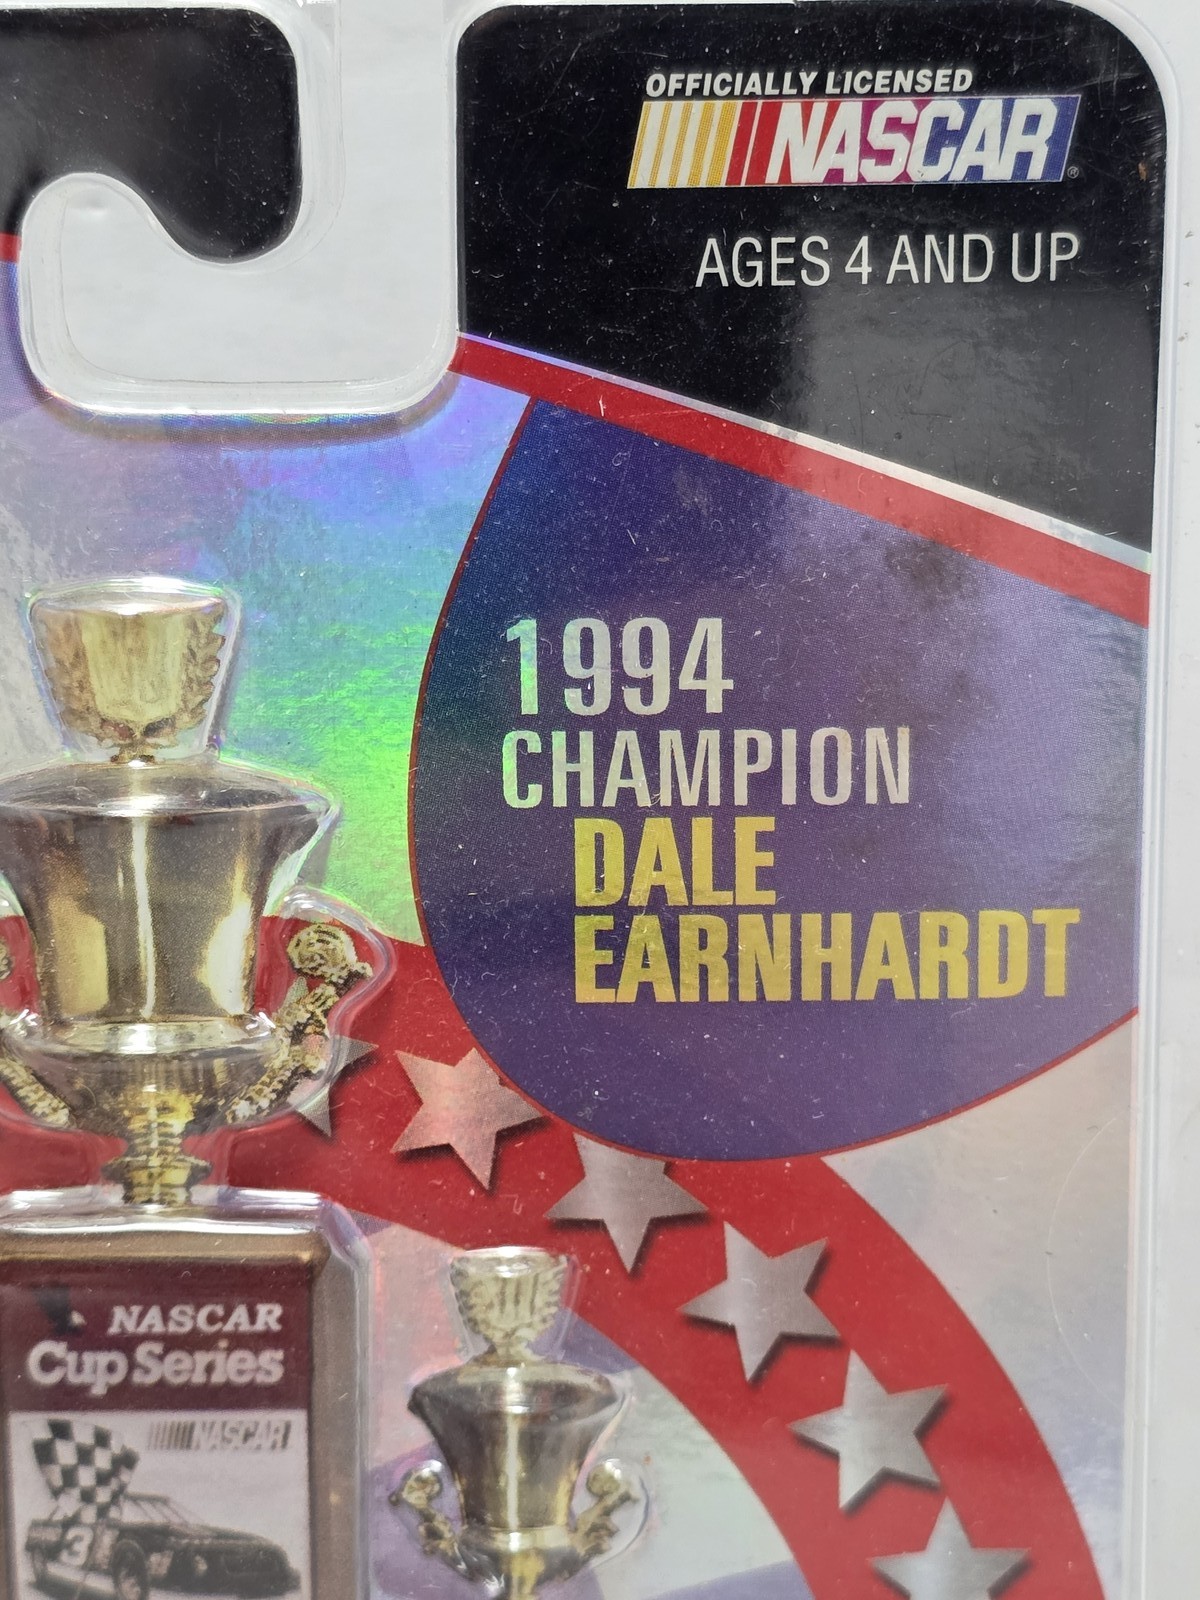 OFFICIALLY LICENSED
NASCAR®
AGES 4 AND UP
1994
CHAMPION
DALE
EARNHARDT
NASCAR
Cup Series
NASCAR
3